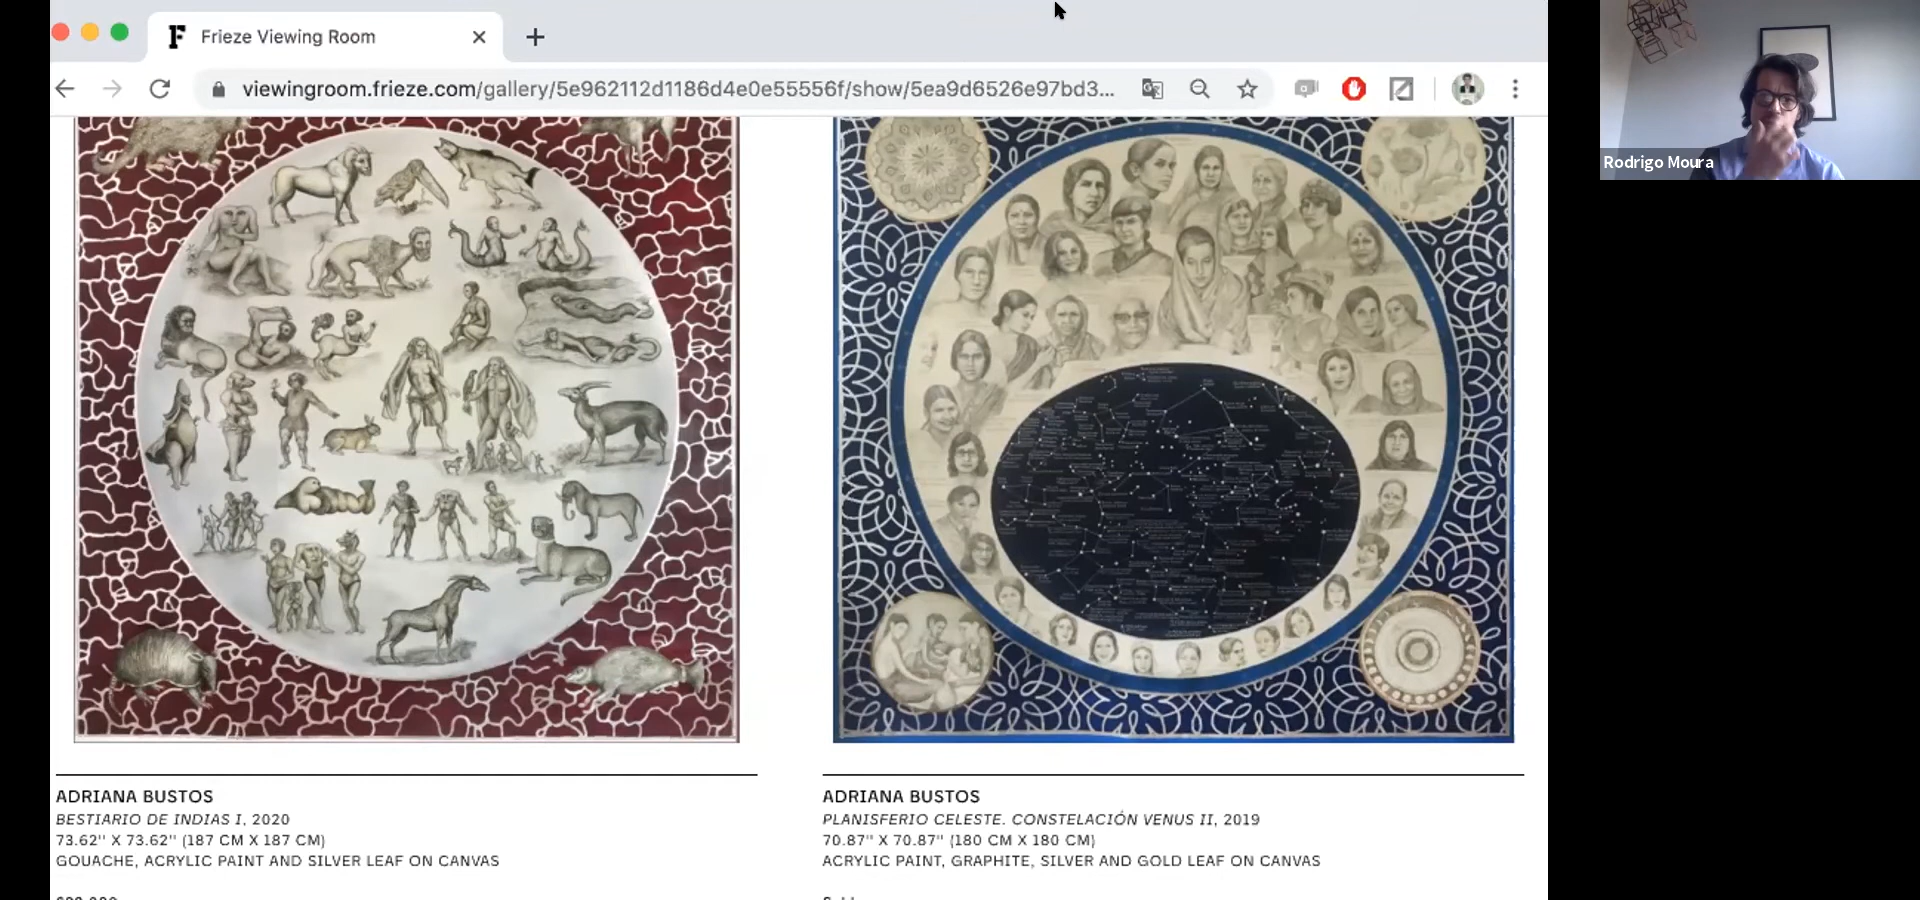 Frieze Viewing Room
viewingroom.frieze.com/gallery/5e962112d1186d4e0e55556f/show/5ea9d6526e97bd3...
Rodrigo Moura
ADRIANA BUSTOS
BESTIARIO DE INDIAS I, 2020
73.62'' X 73.62'' (187 CM X 187 CM)
GOUACHE, ACRYLIC PAINT AND SILVER LEAF ON CANVAS
ADRIANA BUSTOS
PLANISFERIO CELESTE. CONSTELACIÓN VENUS II, 2019
70.87'' X 70.87'' (180 CM X 180 CM)
ACRYLIC PAINT, GRAPHITE, SILVER AND GOLD LEAF ON CANVAS